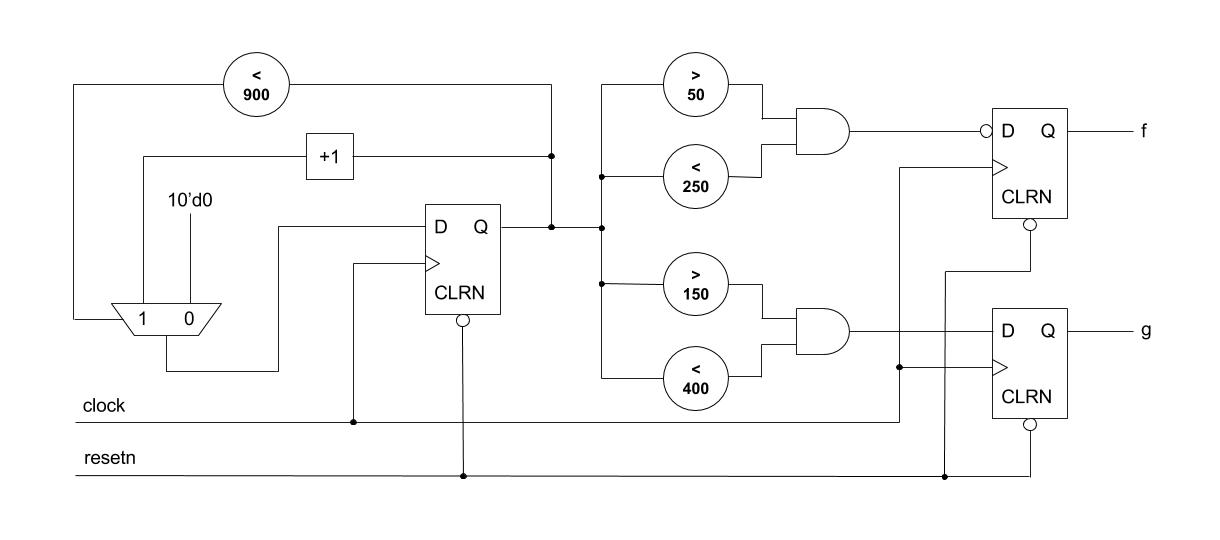 <
900
>
50
+1
<
250
10'd0
D Q
CLRN
f
D Q
CLRN
>
150
<
400
1 0
D Q
CLRN
g
clock
resetn